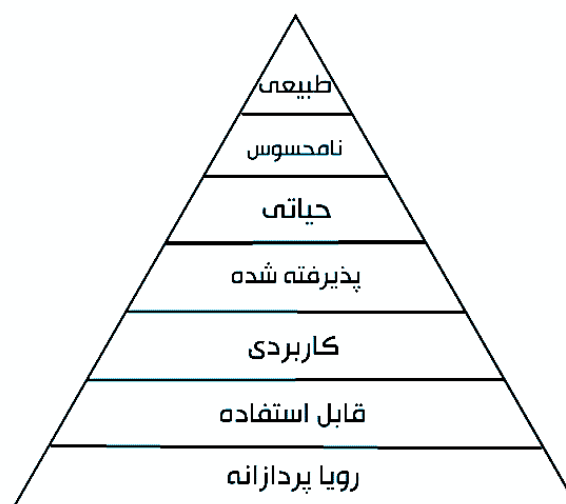 طبیعی
نامحسوس
حیاتی
پذیرفته شده
کاربردی
قابل استفاده
رویا پردازانه